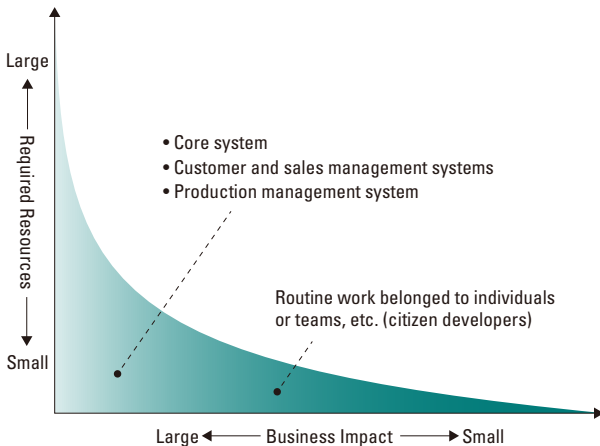 Large
Required Resources
Small
• Core system
• Customer and sales management systems
• Production management system
Routine work belonged to individuals
or teams, etc. (citizen developers)
Large
Business Impact
Small